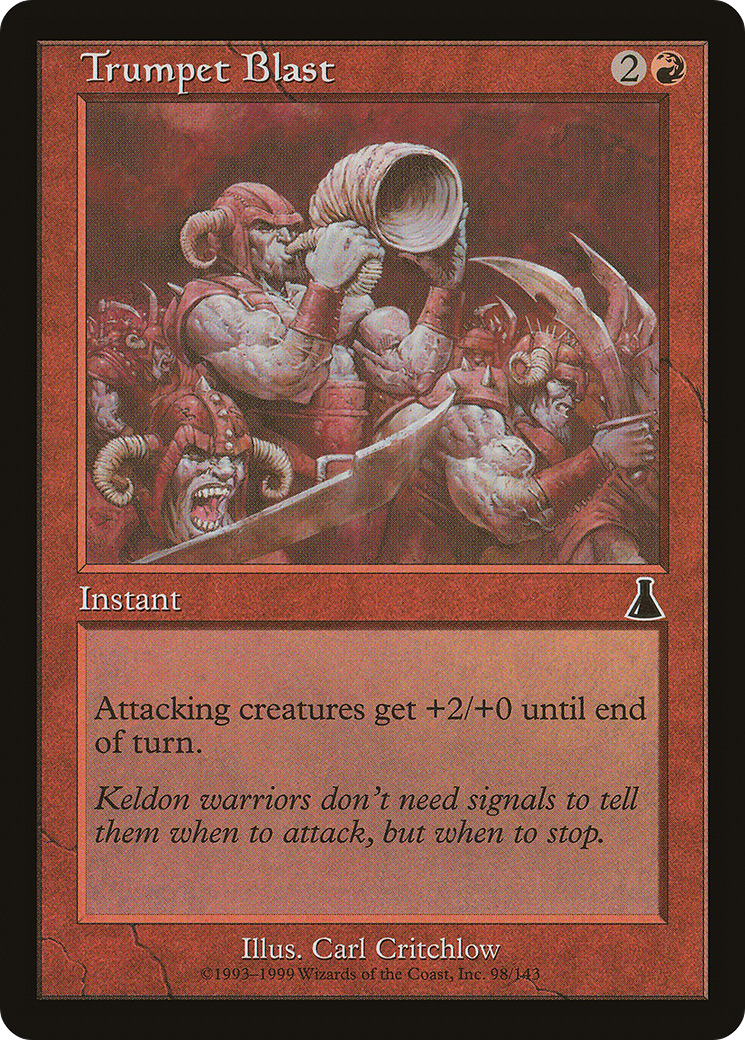 Trumpet Blast 2
Instant
Attacking creatures get +2/+0 until end
of turn.
Keldon warriors don't need signals to tell
them when to attack, but when to stop.
Illus. Carl Critchlow
©1993–1999 Wizards of the Coast, Inc. 98/143